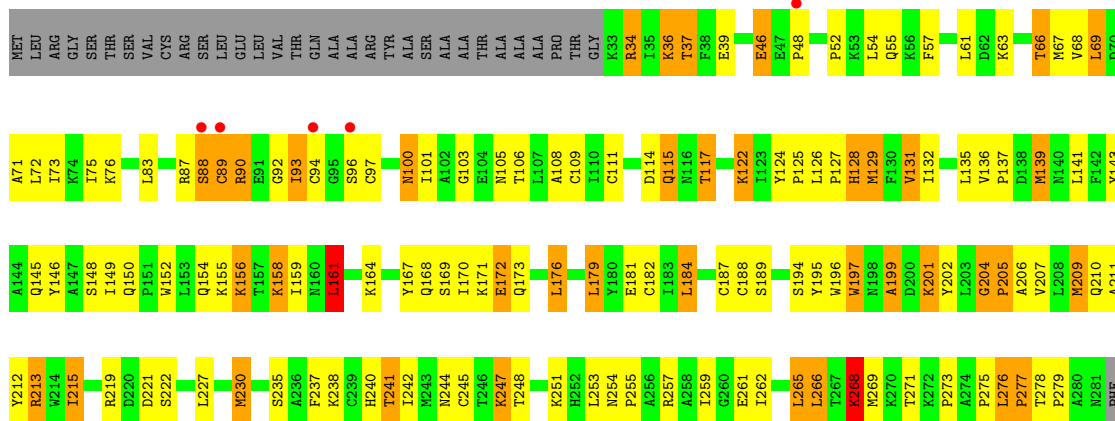 MET LEU ARG GLY SER THR SER VAL CYS ARG SER LEU GLU LEU VAL THR GLN ALA ALA ARG TYR ALA SER ALA ALA THR ALA ALA ALA PRO THR GLY K33 R34 I35 K36 T37 F38 E39 E46 E47 P48 P52 K53 L54 Q55 K56 F57 L61 D62 K63 T66 M67 V68 L69 D70
A71 L72 I73 K74 I75 K76 L83 R87 S88 C89 R90 E91 G92 I93 C94 G95 S96 C97 N100 I101 A102 G103 E104 N105 T106 L107 A108 C109 I110 C111 D114 Q115 N116 T117 K122 I123 Y124 P125 L126 P127 H128 M129 F130 V131 I132 L135 V136 P137 D138 M139 N140 L141 F142 Y143
A144 Q145 Y146 A147 S148 I149 Q150 P151 W152 L153 Q154 K155 K156 T157 K158 I159 N160 L161 K164 Y167 Q168 S169 I170 K171 E172 Q173 L176 L179 Y180 E181 C182 I183 L184 C187 C188 S189 S194 Y195 W196 W197 N198 A199 D200 K201 Y202 L203 G204 P205 A206 V207 L208 M209 Q210 A211
Y212 R213 W214 I215 R219 D220 D221 S222 L227 M230 S235 A236 F237 K238 C239 H240 T241 I242 M243 N244 C245 T246 K247 T248 K251 H252 L253 N254 P255 A256 R257 A258 I259 G260 E261 I262 L265 L266 T267 K268 M269 K270 T271 K272 P273 A274 P275 L276 P277 T278 P279 A280 N281 PHE